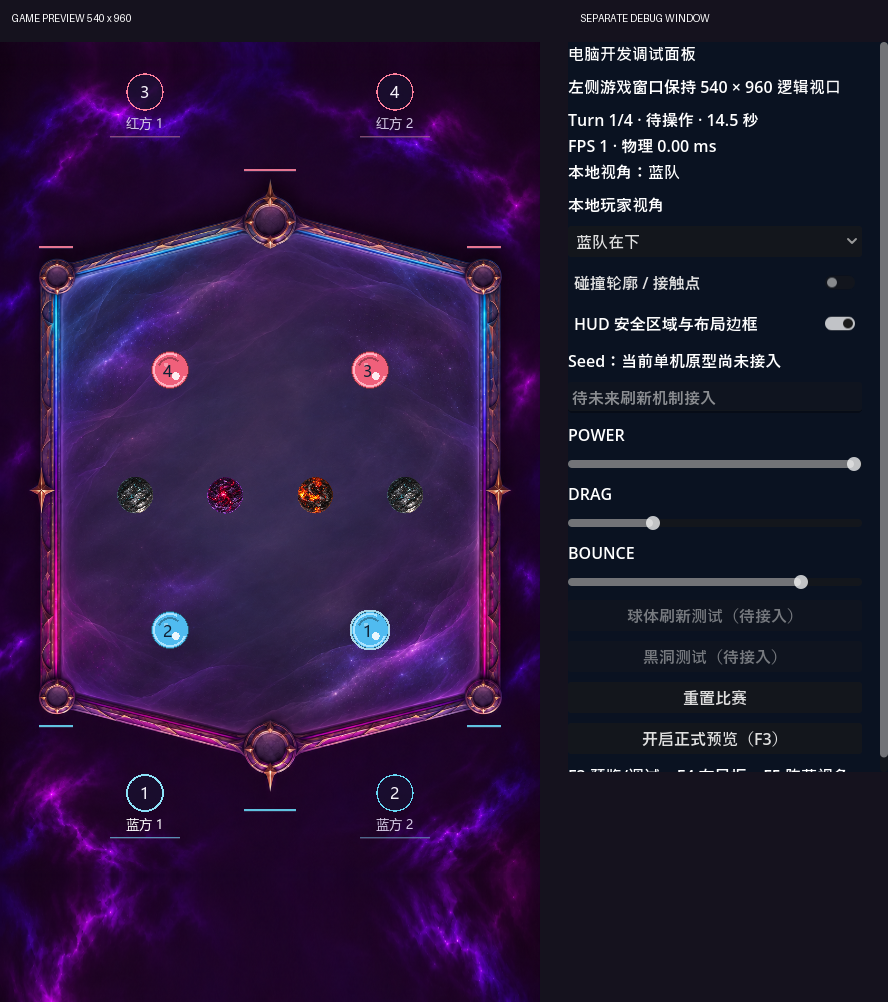 GAME PREVIEW 540 x 960
SEPARATE DEBUG WINDOW
3
4
红方 1
红方 2
4
3
2
1
1
2
蓝方 1
蓝方 2
电脑开发调试面板
左侧游戏窗口保持 540 × 960 逻辑视口
Turn 1/4 · 待操作 · 14.5 秒
FPS 1 · 物理 0.00 ms
本地视角：蓝队
本地玩家视角
蓝队在下
碰撞轮廓 / 接触点
HUD 安全区域与布局边框
Seed：当前单机原型尚未接入
待未来刷新机制接入
POWER
DRAG
BOUNCE
球体刷新测试（待接入）
黑洞测试（待接入）
重置比赛
开启正式预览（F3）